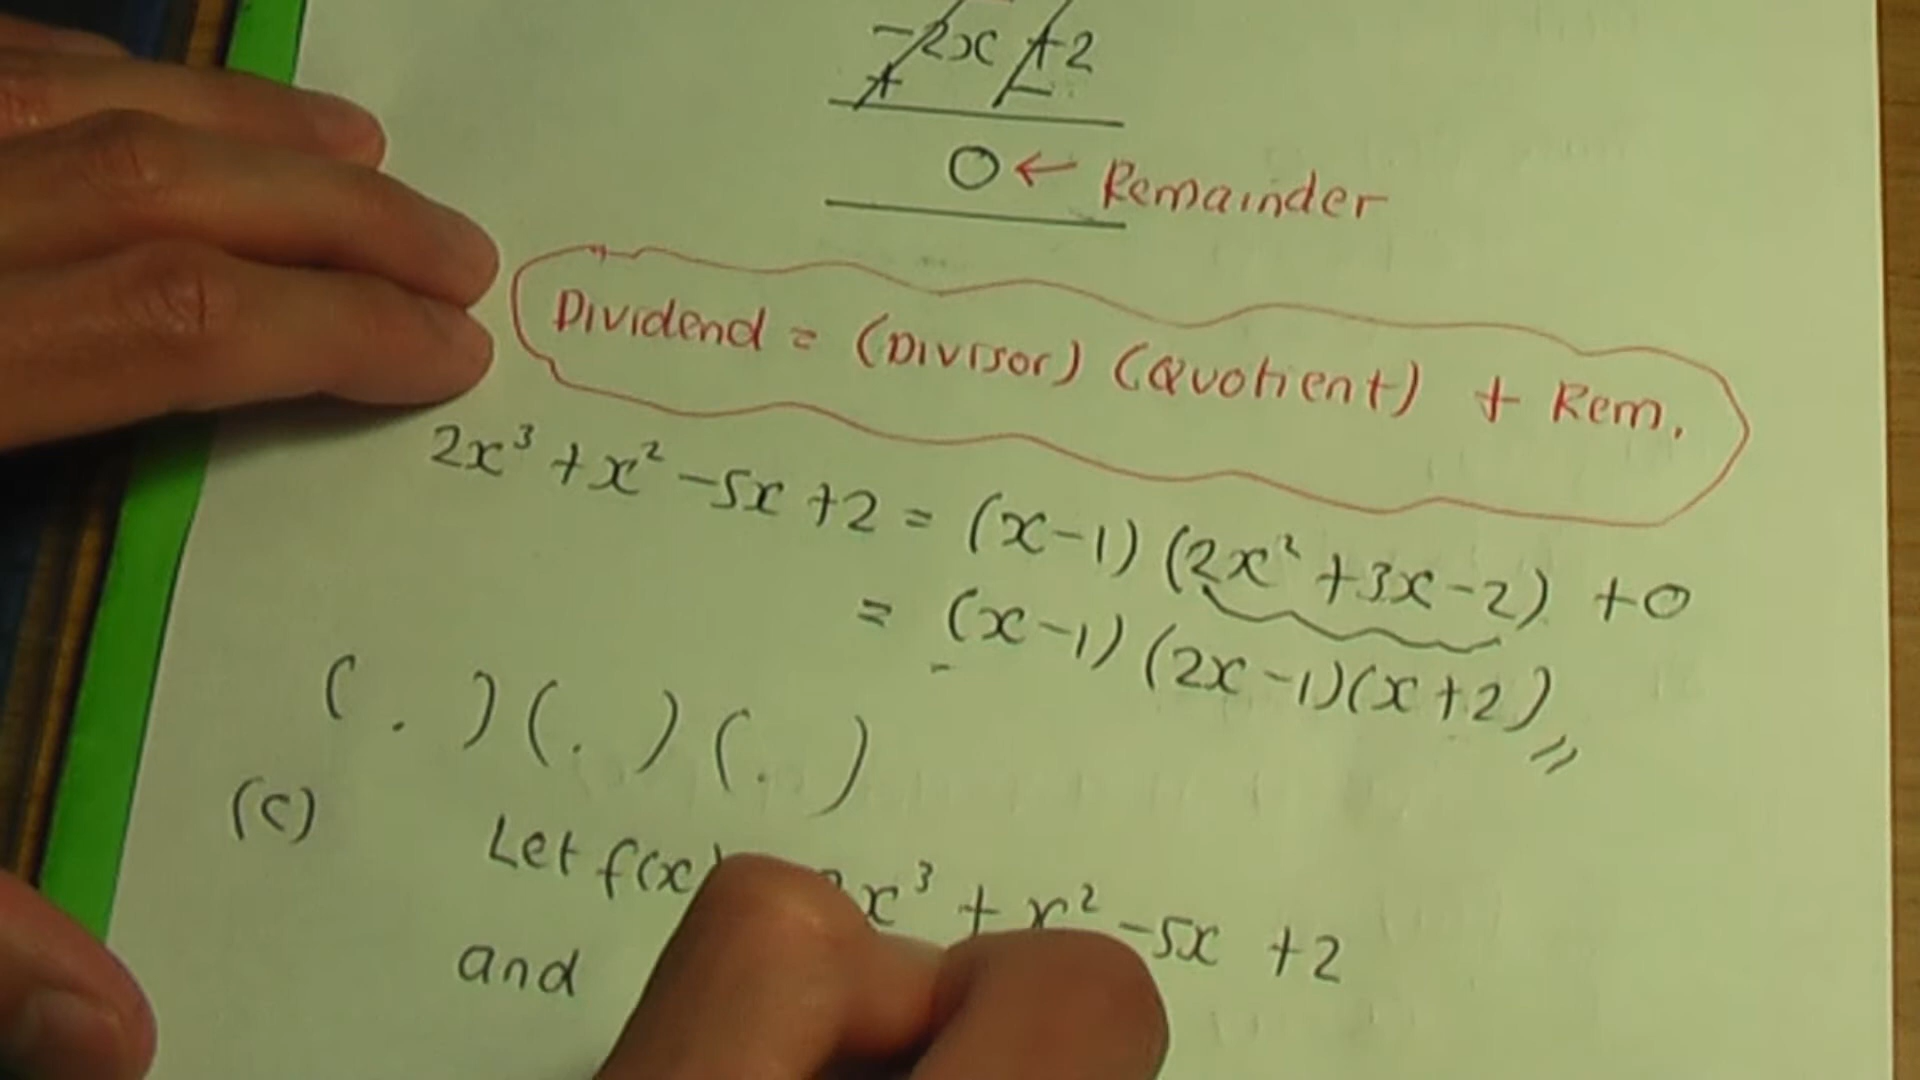 -2x +2
+ -
0 ← Remainder
Dividend = (Divisor) (Quotient) + Rem.
2x³ + x² - 5x + 2 = (x-1) (2x² + 3x - 2) + 0
= (x-1) (2x-1)(x+2) //
( . ) ( . ) ( . )
(c)
Let f(x) 2x³ + x² - 5x + 2
and